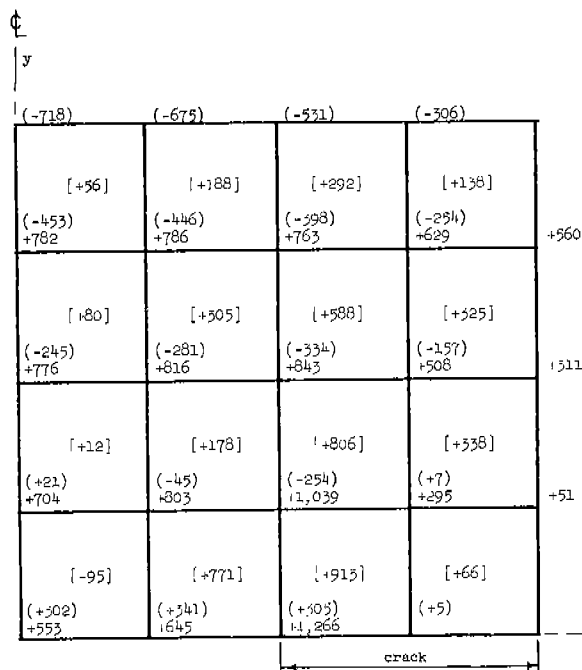 ℄
y
(-718) (-675) (-531) (-306)
[+56] [+188] [+292] [+138]
(-453) (-446) (-398) (-254)
+782 +786 +763 +629 +560
[+80] [+505] [+588] [+325]
(-245) (-281) (-334) (-157)
+776 +816 +843 +508 +311
[+12] [+178] [+806] [+338]
(+21) (-45) (-254) (+7)
+704 +803 +1,039 +295 +51
[-95] [+771] [+913] [+66]
(+302) (+341) (+305) (+5)
+553 +645 +1,266
crack